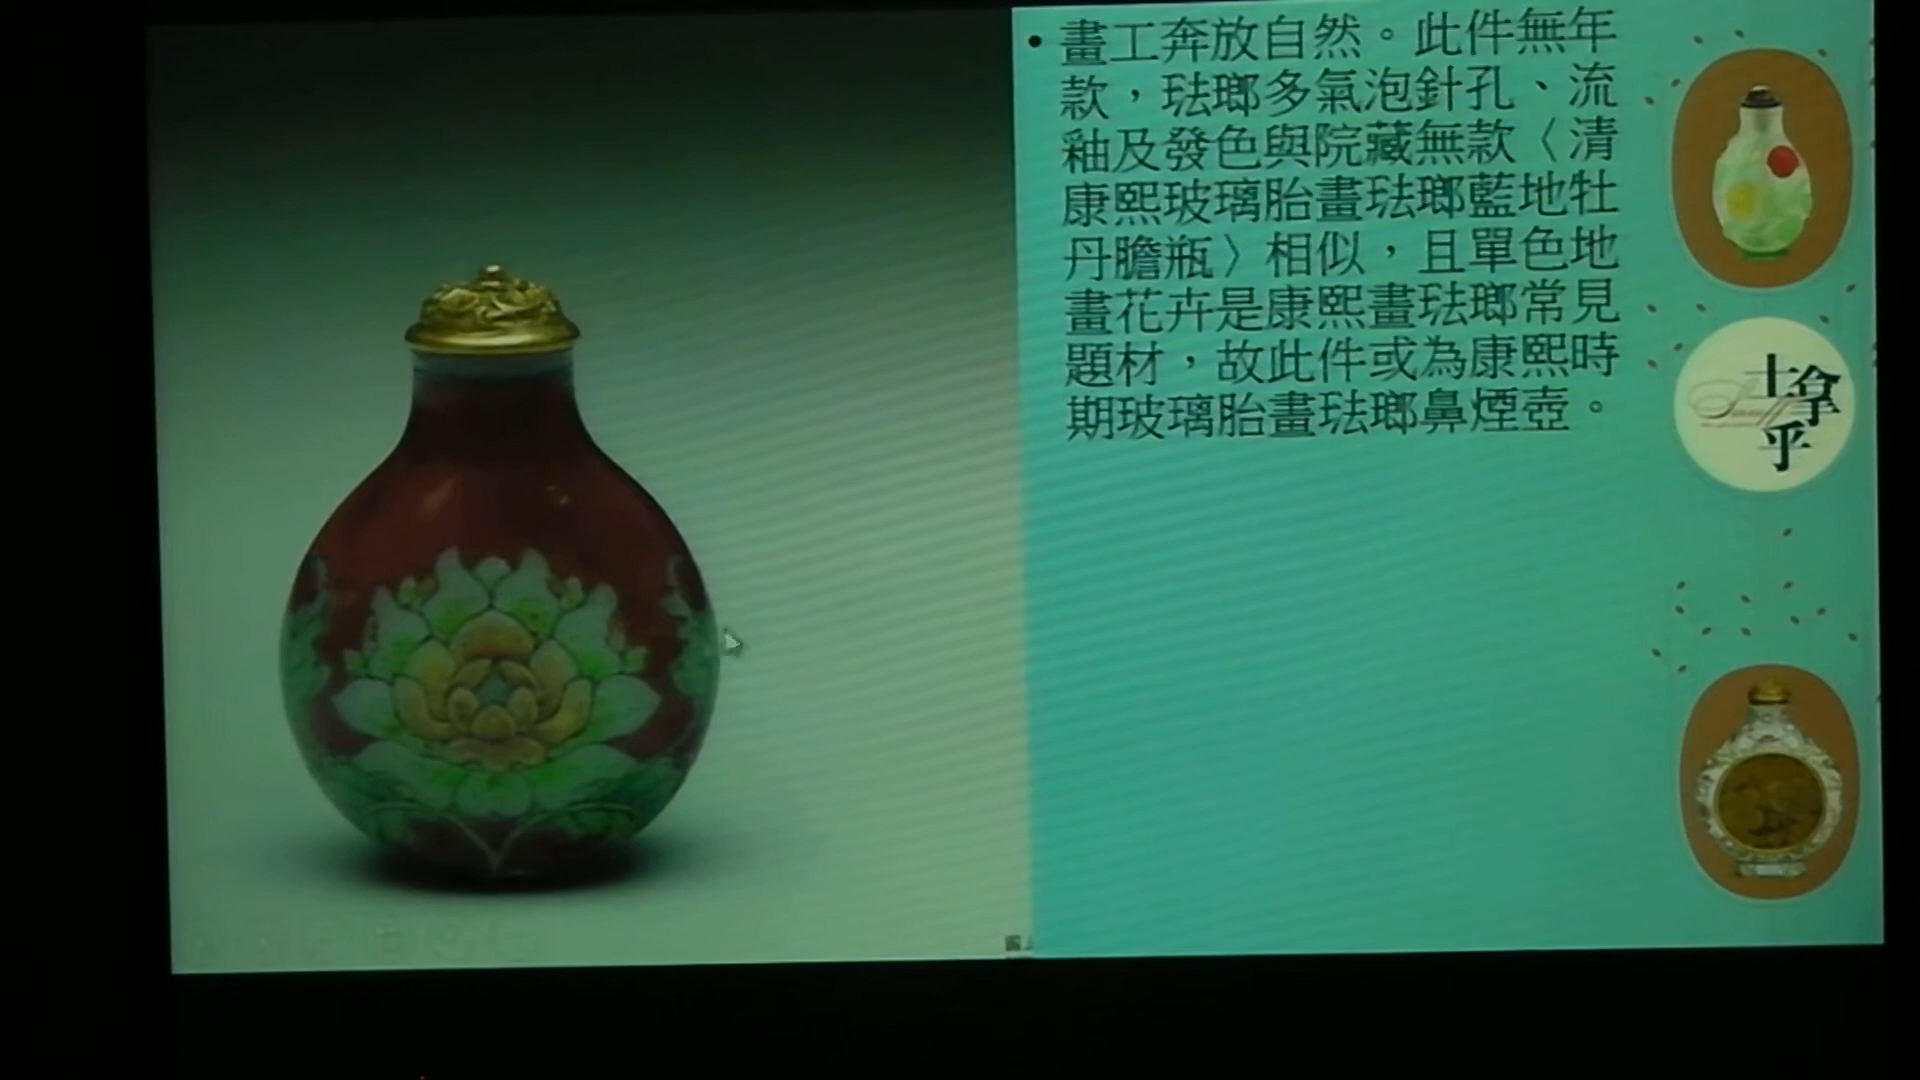 • 畫工奔放自然。此件無年
款，琺瑯多氣泡針孔、流
釉及發色與院藏無款〈清
康熙玻璃胎畫琺瑯藍地牡
丹膽瓶〉相似，且單色地
畫花卉是康熙畫琺瑯常見
題材，故此件或為康熙時
期玻璃胎畫琺瑯鼻煙壺。
士拿乎